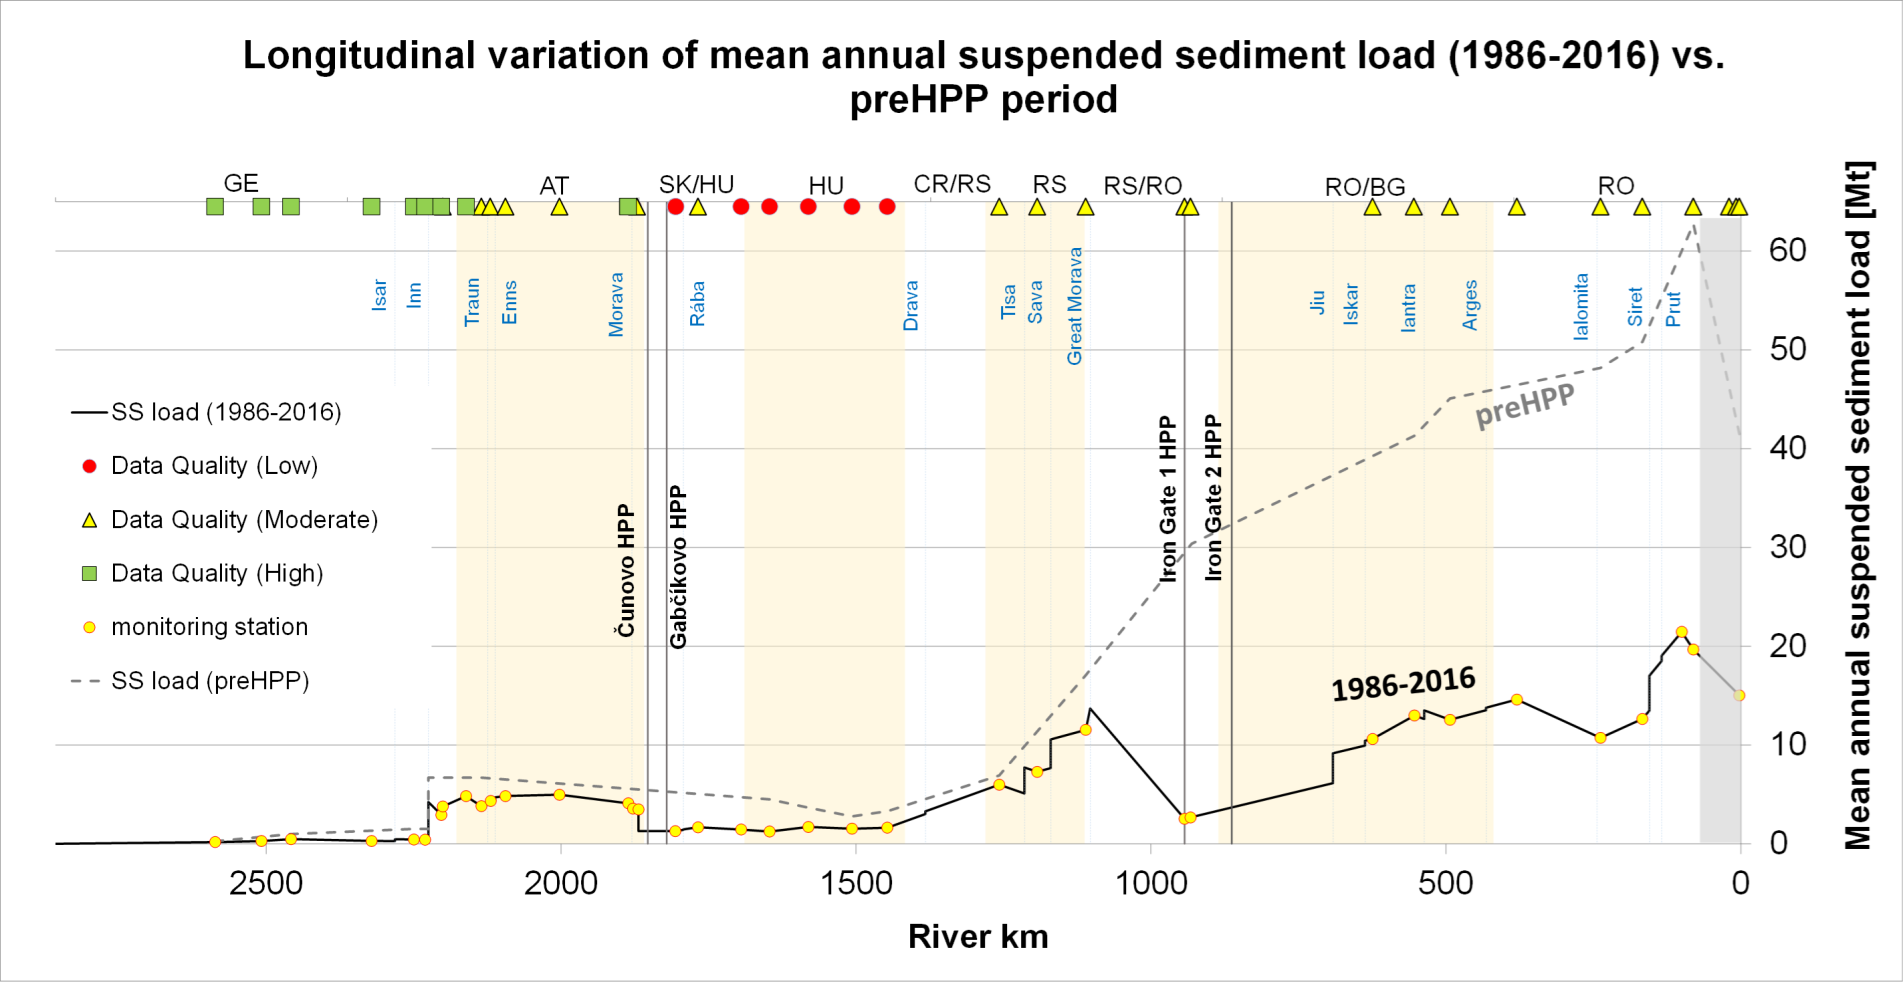 Longitudinal variation of mean annual suspended sediment load (1986-2016) vs.
preHPP period
GE
AT
SK/HU
HU
CR/RS
RS
RS/RO
RO/BG
RO
Isar
Inn
Traun
Enns
Morava
Rába
Drava
Tisa
Sava
Great Morava
Jiu
Iskar
Iantra
Arges
Ialomita
Siret
Prut
SS load (1986-2016)
Data Quality (Low)
Data Quality (Moderate)
Data Quality (High)
monitoring station
SS load (preHPP)
Čunovo HPP
Gabčíkovo HPP
Iron Gate 1 HPP
Iron Gate 2 HPP
preHPP
1986-2016
60
50
40
30
20
10
0
Mean annual suspended sediment load [Mt]
2500
2000
1500
1000
500
0
River km